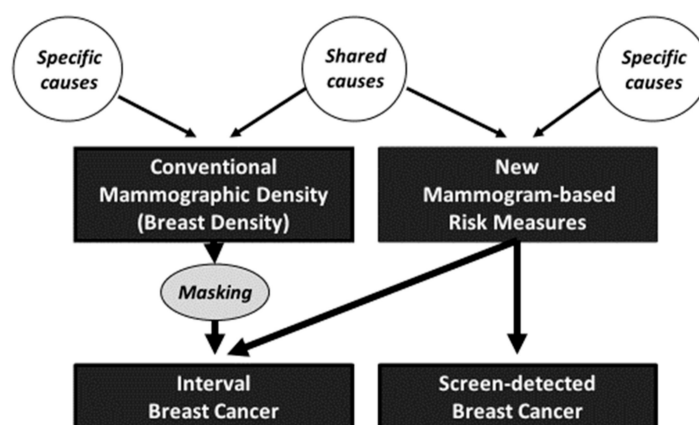 Specific
causes
Shared
causes
Specific
causes
Conventional
Mammographic Density
(Breast Density)
New
Mammogram-based
Risk Measures
Masking
Interval
Breast Cancer
Screen-detected
Breast Cancer